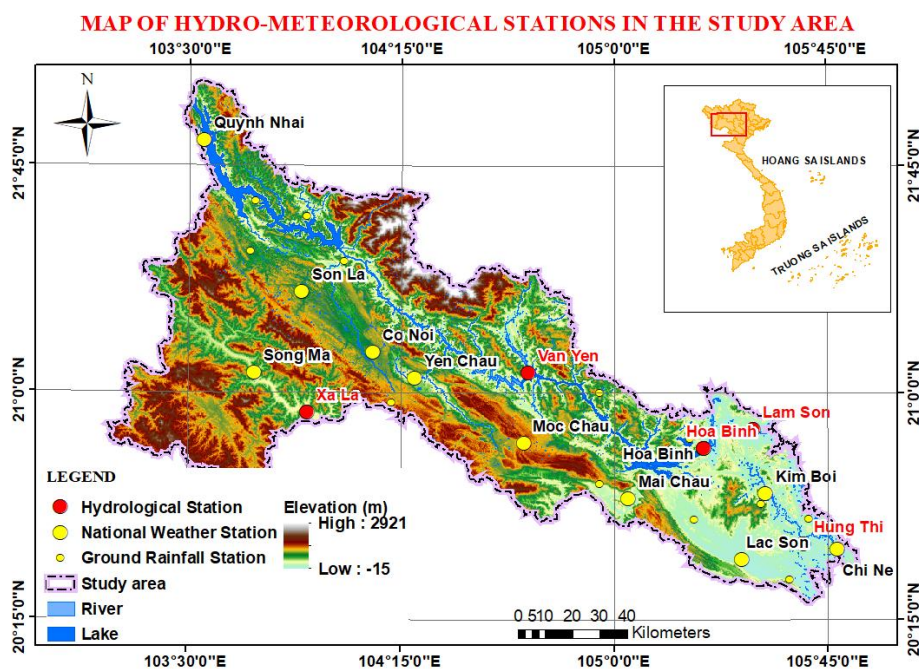 MAP OF HYDRO-METEOROLOGICAL STATIONS IN THE STUDY AREA
103°30'0"E 104°15'0"E 105°0'0"E 105°45'0"E
N
21°45'0"N
21°45'0"N
HOANG SA ISLANDS
TRUONG SA ISLANDS
Quynh Nhai
Son La
Co Noi
Song Ma
Yen Chau
Van Yen
21°0'0"N
21°0'0"N
Xa La
Moc Chau
Lam Son
Hoa Binh
Hoa Binh
Mai Chau
Kim Boi
Hung Thi
Lac Son
Chi Ne
LEGEND
Hydrological Station
National Weather Station
Ground Rainfall Station
Study area
River
Lake
Elevation (m)
High : 2921
Low : -15
20°15'0"N
20°15'0"N
0 5 10 20 30 40
Kilometers
103°30'0"E 104°15'0"E 105°0'0"E 105°45'0"E